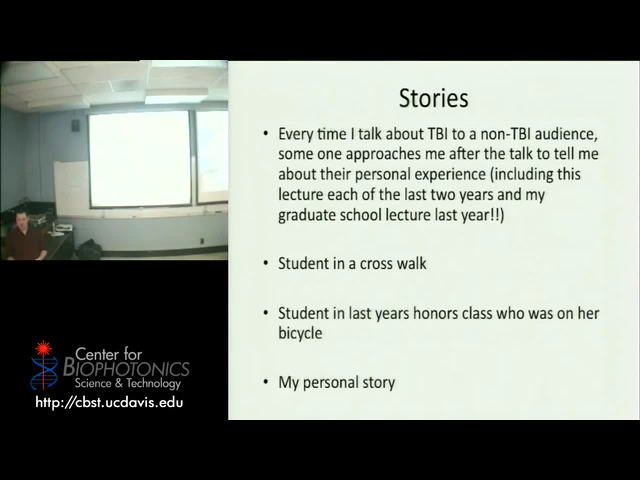 Stories
• Every time I talk about TBI to a non-TBI audience,
some one approaches me after the talk to tell me
about their personal experience (including this
lecture each of the last two years and my
graduate school lecture last year!!)
• Student in a cross walk
• Student in last years honors class who was on her
bicycle
• My personal story
Center for
BIOPHOTONICS
Science & Technology
http://cbst.ucdavis.edu